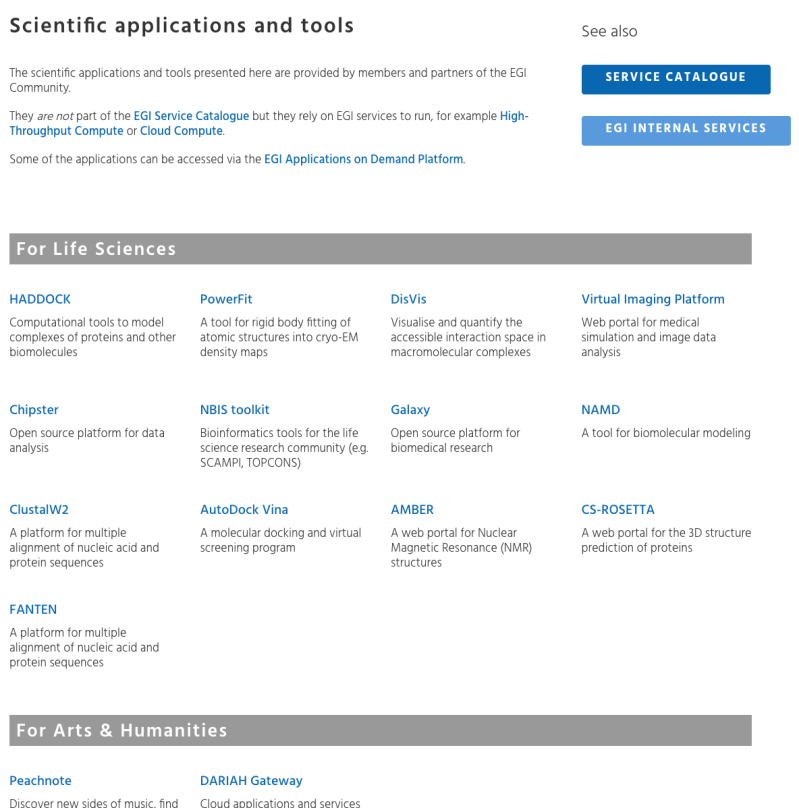 Scientific applications and tools
See also
The scientific applications and tools presented here are provided by members and partners of the EGI
Community.
SERVICE CATALOGUE
They are not part of the EGI Service Catalogue but they rely on EGI services to run, for example High-
Throughput Compute or Cloud Compute.
EGI INTERNAL SERVICES
Some of the applications can be accessed via the EGI Applications on Demand Platform.
For Life Sciences
HADDOCK
Computational tools to model
complexes of proteins and other
biomolecules
PowerFit
A tool for rigid body fitting of
atomic structures into cryo-EM
density maps
DisVis
Visualise and quantify the
accessible interaction space in
macromolecular complexes
Virtual Imaging Platform
Web portal for medical
simulation and image data
analysis
Chipster
Open source platform for data
analysis
NBIS toolkit
Bioinformatics tools for the life
science research community (e.g.
SCAMPI, TOPCONS)
Galaxy
Open source platform for
biomedical research
NAMD
A tool for biomolecular modeling
ClustalW2
A platform for multiple
alignment of nucleic acid and
protein sequences
AutoDock Vina
A molecular docking and virtual
screening program
AMBER
A web portal for Nuclear
Magnetic Resonance (NMR)
structures
CS-ROSETTA
A web portal for the 3D structure
prediction of proteins
FANTEN
A platform for multiple
alignment of nucleic acid and
protein sequences
For Arts & Humanities
Peachnote
Discover new sides of music, find
DARIAH Gateway
Cloud applications and services